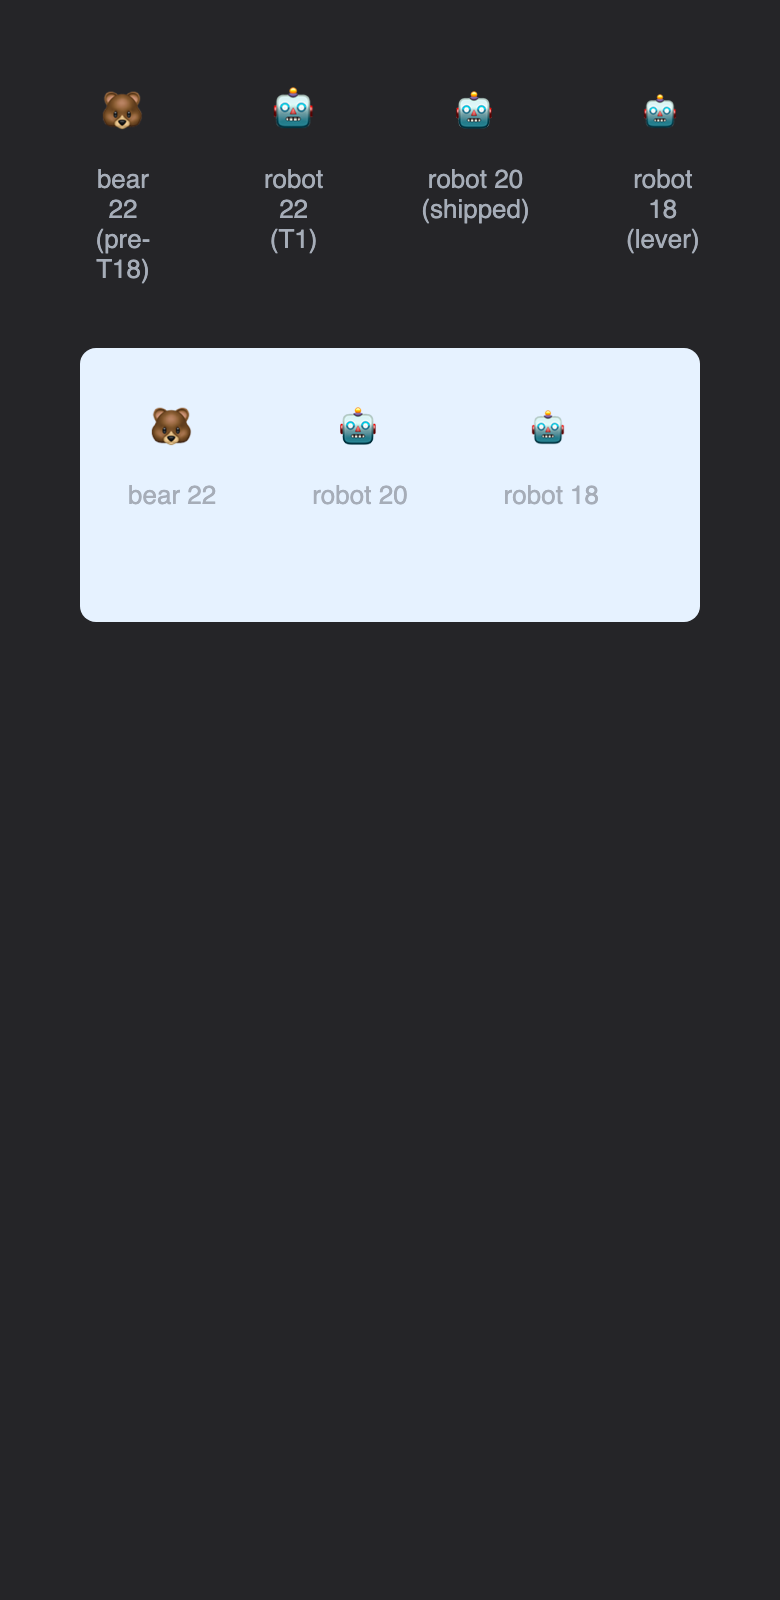 bear
22
(pre-
T18)
robot
22
(T1)
robot 20
(shipped)
robot
18
(lever)
bear 22
robot 20
robot 18